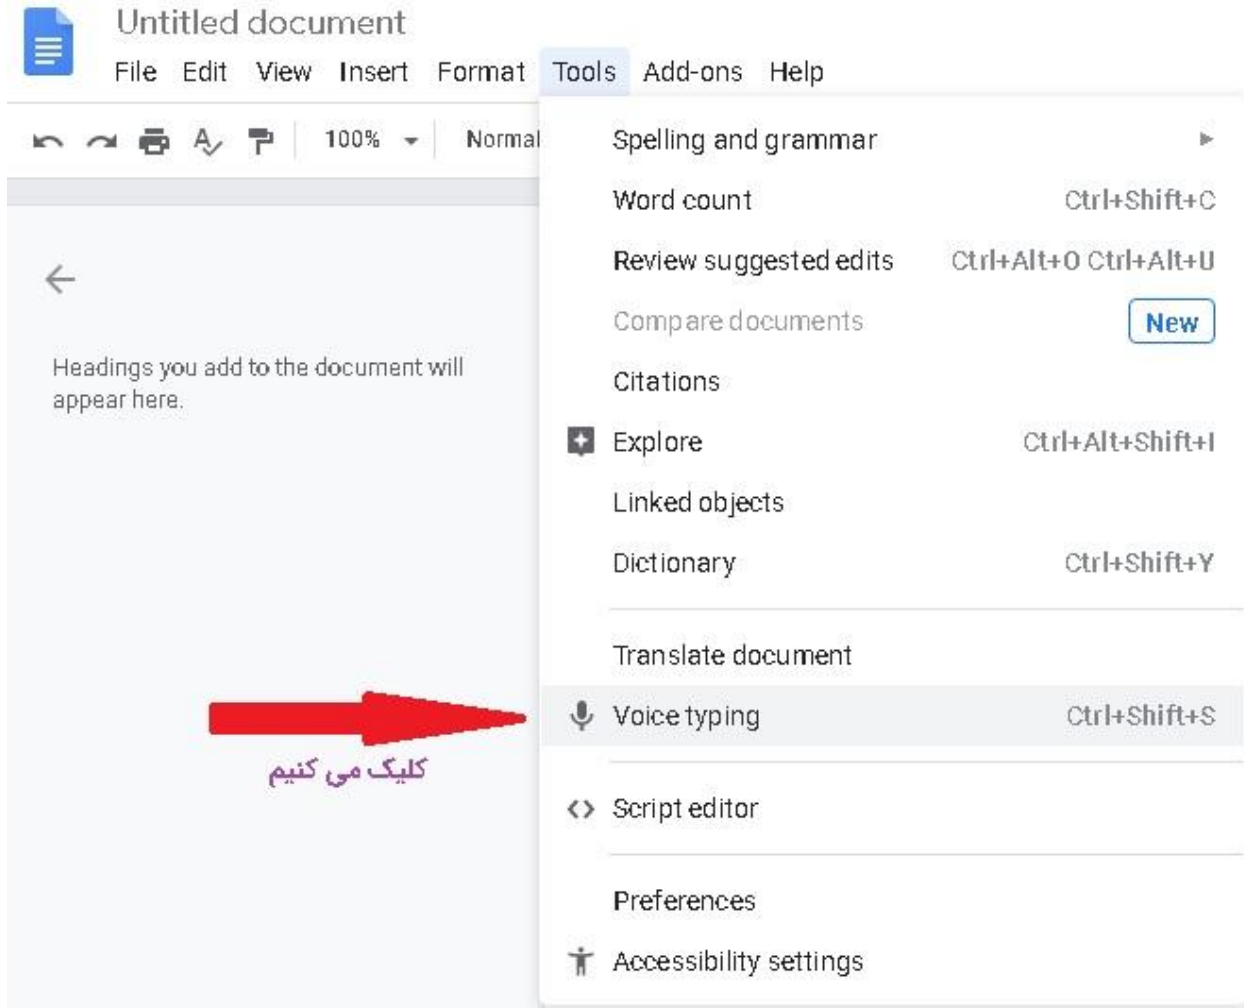 Untitled document
File Edit View Insert Format Tools Add-ons Help
100% Normal
Spelling and grammar
Word count Ctrl+Shift+C
Review suggested edits Ctrl+Alt+O Ctrl+Alt+U
Compare documents New
Headings you add to the document will
appear here.
Citations
Explore Ctrl+Alt+Shift+I
Linked objects
Dictionary Ctrl+Shift+Y
Translate document
Voice typing Ctrl+Shift+S
کلیک می کنیم
Script editor
Preferences
Accessibility settings